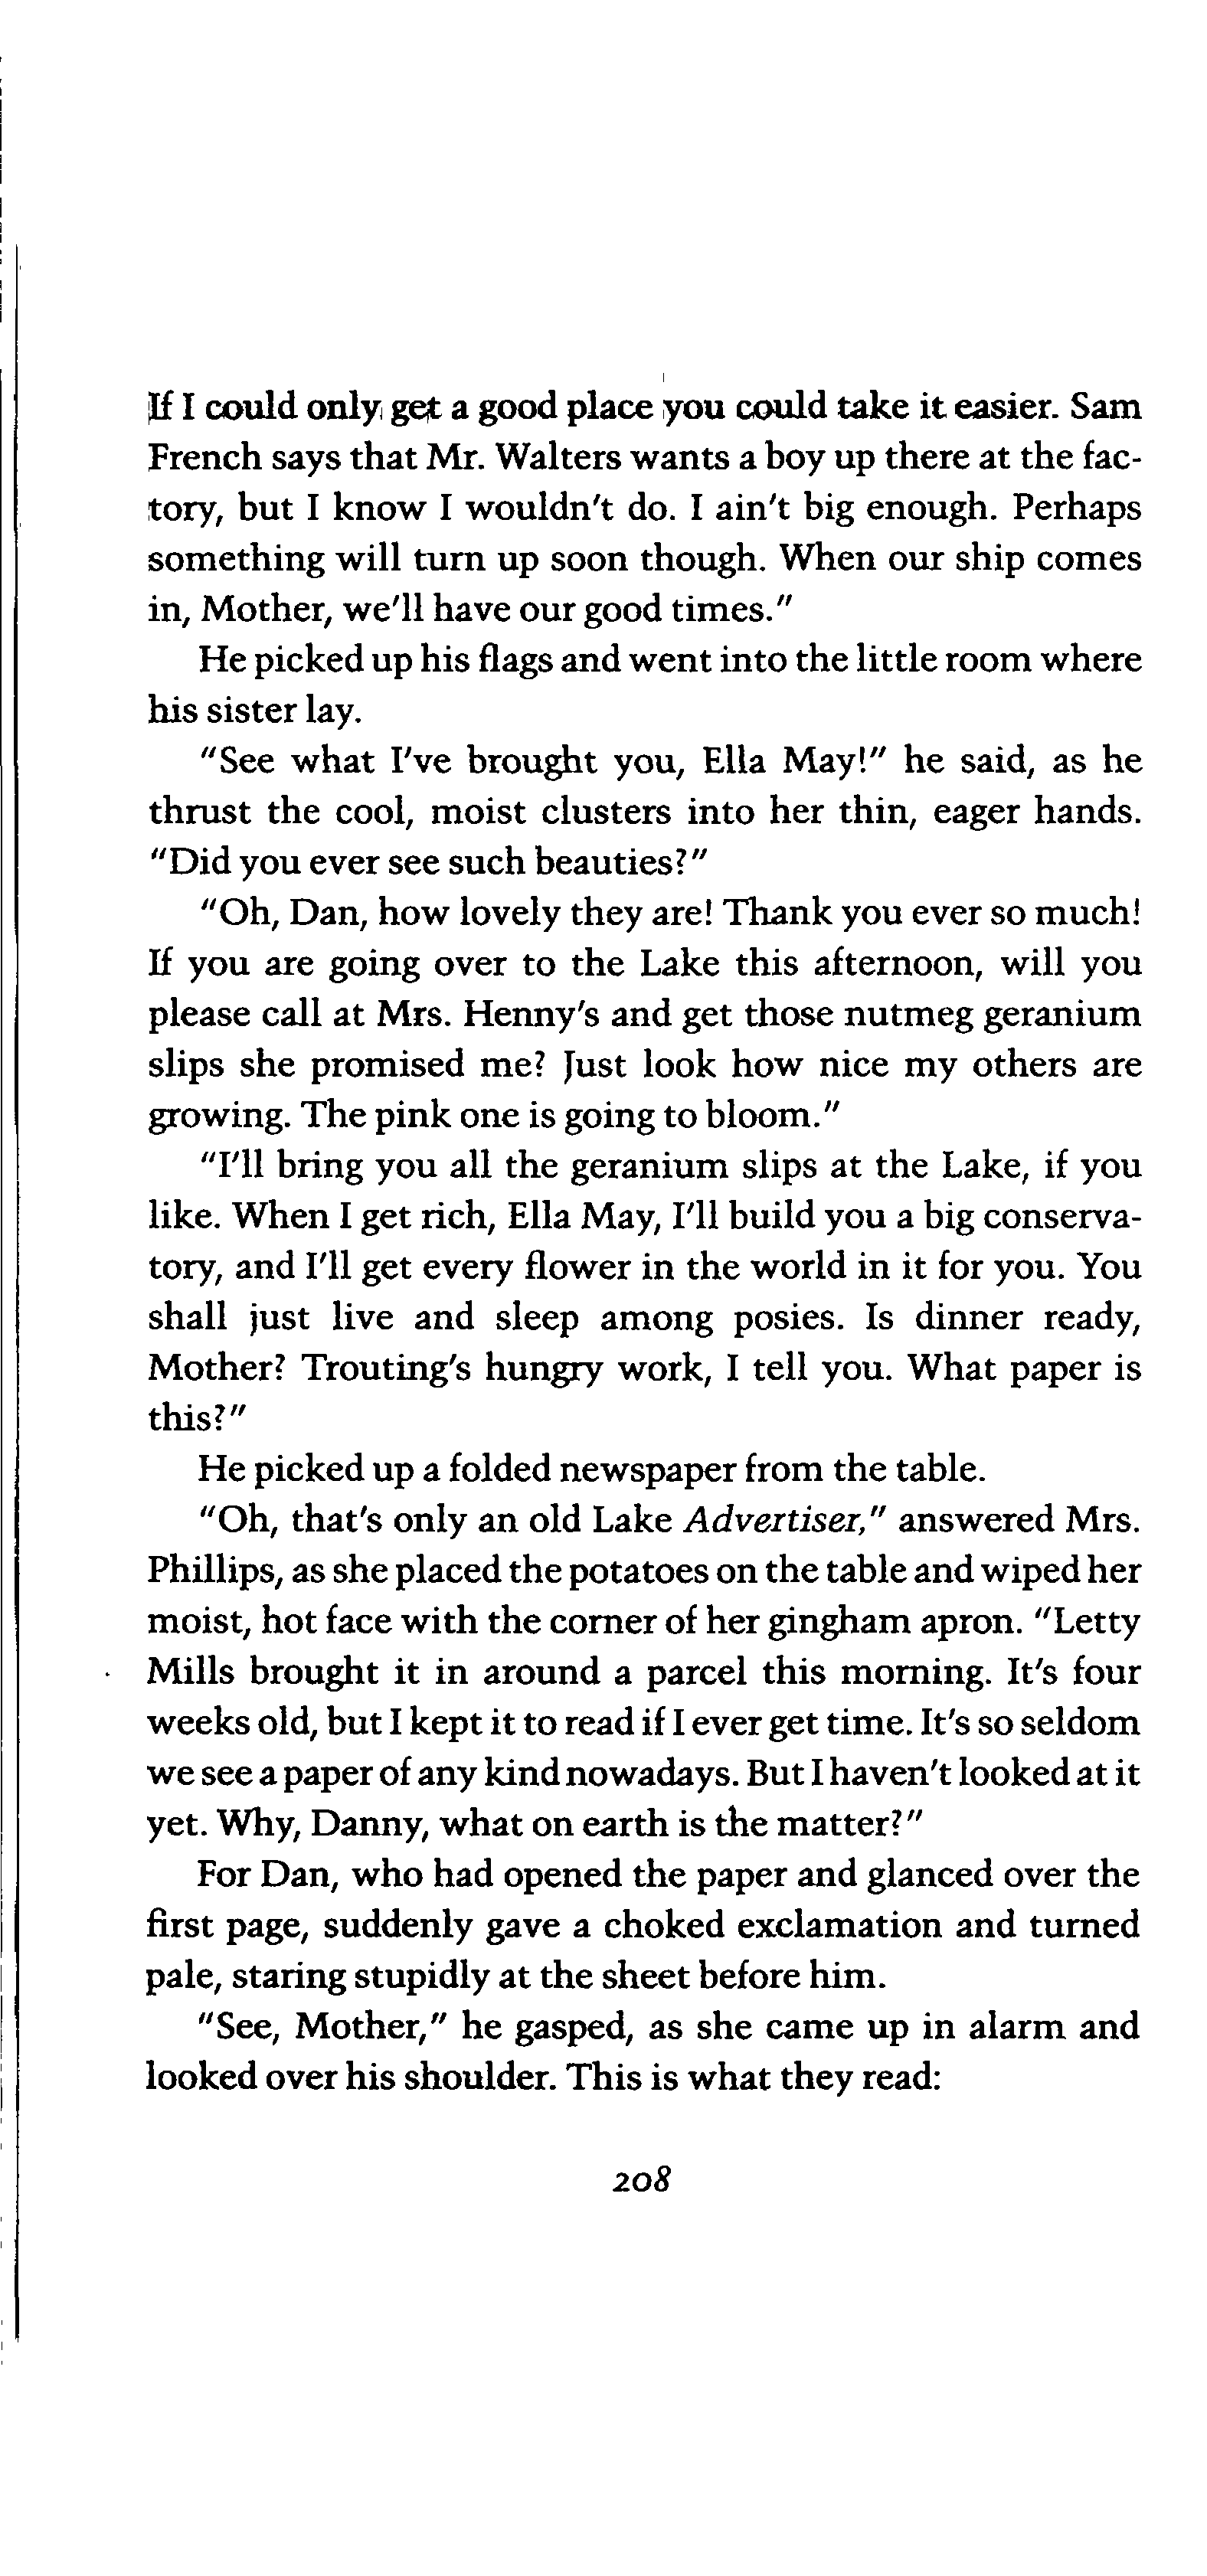 If I could only get a good place you could take it easier. Sam
French says that Mr. Walters wants a boy up there at the fac-
tory, but I know I wouldn't do. I ain't big enough. Perhaps
something will turn up soon though. When our ship comes
in, Mother, we'll have our good times."
He picked up his flags and went into the little room where
his sister lay.
"See what I've brought you, Ella May!" he said, as he
thrust the cool, moist clusters into her thin, eager hands.
"Did you ever see such beauties?"
"Oh, Dan, how lovely they are! Thank you ever so much!
If you are going over to the Lake this afternoon, will you
please call at Mrs. Henny's and get those nutmeg geranium
slips she promised me? Just look how nice my others are
growing. The pink one is going to bloom."
"I'll bring you all the geranium slips at the Lake, if you
like. When I get rich, Ella May, I'll build you a big conserva-
tory, and I'll get every flower in the world in it for you. You
shall just live and sleep among posies. Is dinner ready,
Mother? Trouting's hungry work, I tell you. What paper is
this?"
He picked up a folded newspaper from the table.
"Oh, that's only an old Lake Advertiser," answered Mrs.
Phillips, as she placed the potatoes on the table and wiped her
moist, hot face with the corner of her gingham apron. "Letty
Mills brought it in around a parcel this morning. It's four
weeks old, but I kept it to read if I ever get time. It's so seldom
we see a paper of any kind nowadays. But I haven't looked at it
yet. Why, Danny, what on earth is the matter?"
For Dan, who had opened the paper and glanced over the
first page, suddenly gave a choked exclamation and turned
pale, staring stupidly at the sheet before him.
"See, Mother," he gasped, as she came up in alarm and
looked over his shoulder. This is what they read:
208